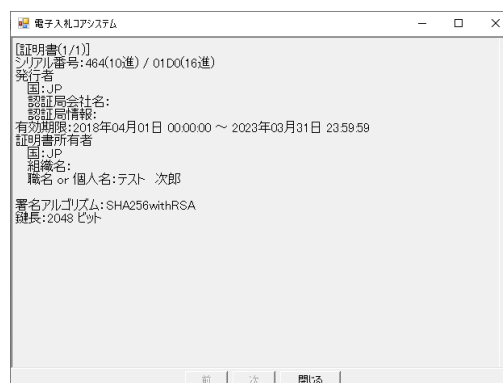 電子入札コアシステム
[証明書(1/1)]
シリアル番号:464(10進) / 01D0(16進)
発行者
国:JP
認証局会社名:
認証局情報:
有効期限:2018年04月01日 00:00:00 ～ 2023年03月31日 23:59:59
証明書所有者
国:JP
組織名:
職名 or 個人名:テスト 次郎
署名アルゴリズム:SHA256withRSA
鍵長:2048 ビット
前 次 閉じる